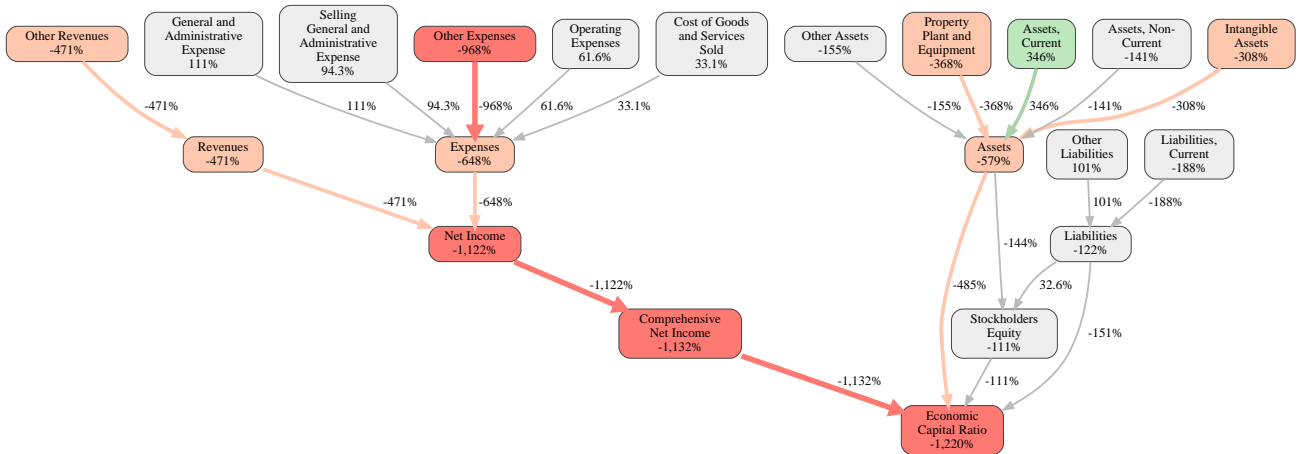 Other Revenues
-471%
General and
Administrative
Expense
111%
Selling
General and
Administrative
Expense
94.3%
Other Expenses
-968%
Operating
Expenses
61.6%
Cost of Goods
and Services
Sold
33.1%
Other Assets
-155%
Property
Plant and
Equipment
-368%
Assets,
Current
346%
Assets, Non-
Current
-141%
Intangible
Assets
-308%
-471%
111%
94.3%
-968%
61.6%
33.1%
-155%
-368%
346%
-141%
-308%
Revenues
-471%
Expenses
-648%
Assets
-579%
Other
Liabilities
101%
Liabilities,
Current
-188%
-471%
-648%
101%
-188%
Net Income
-1,122%
-144%
Liabilities
-122%
-1,122%
-485%
32.6%
Comprehensive
Net Income
-1,132%
Stockholders
Equity
-111%
-151%
-1,132%
-111%
Economic
Capital Ratio
-1,220%